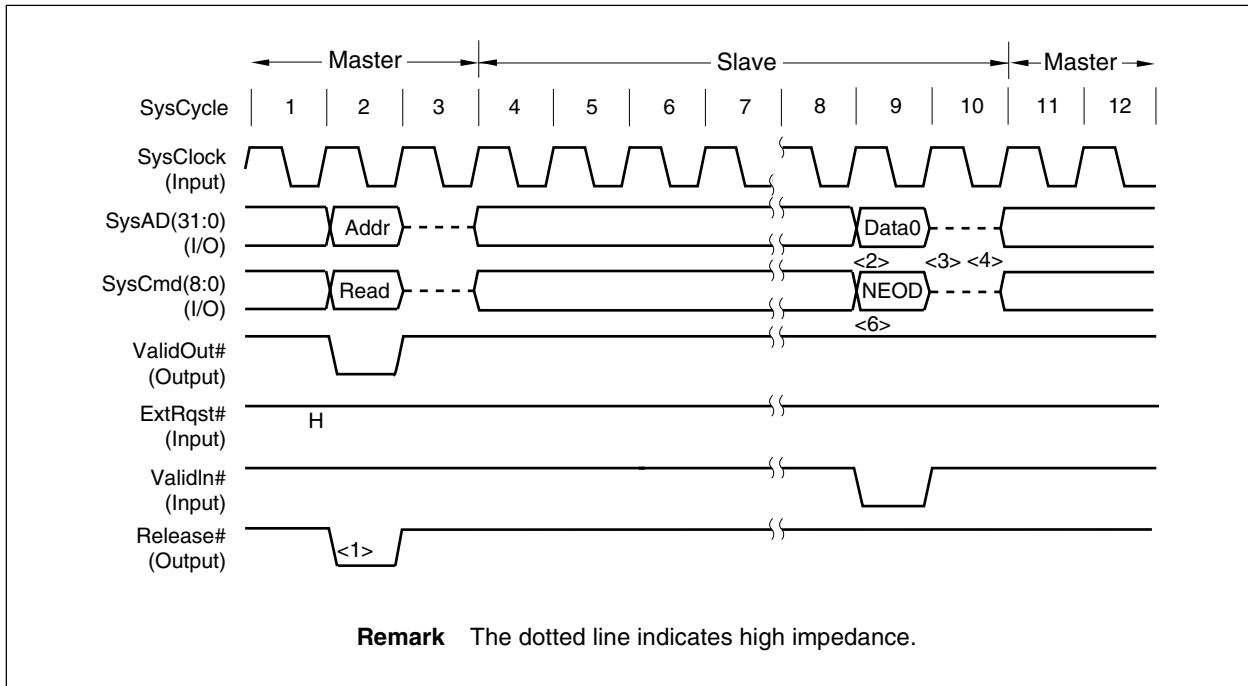 Master Slave Master
SysCycle 1 2 3 4 5 6 7 8 9 10 11 12
SysClock
(Input)
SysAD(31:0)
(I/O)
Addr Data0
<2> <3> <4>
SysCmd(8:0)
(I/O)
Read NEOD
<6>
ValidOut#
(Output)
ExtRqst#
(Input)
H
ValidIn#
(Input)
Release#
(Output)
<1>
Remark The dotted line indicates high impedance.